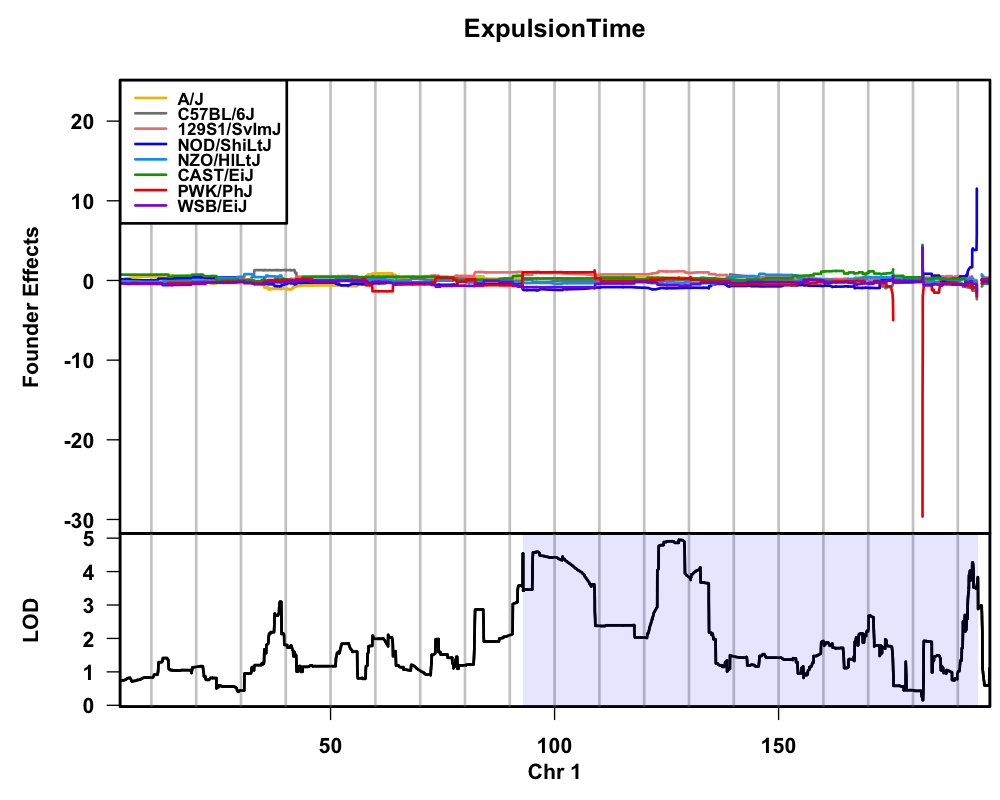 ExpulsionTime
A/J
C57BL/6J
129S1/SvImJ
NOD/ShiLtJ
NZO/HlLtJ
CAST/EiJ
PWK/PhJ
WSB/EiJ
Founder Effects
20
10
0
-10
-20
-30
LOD
5
4
3
2
1
0
50 100 150
Chr 1